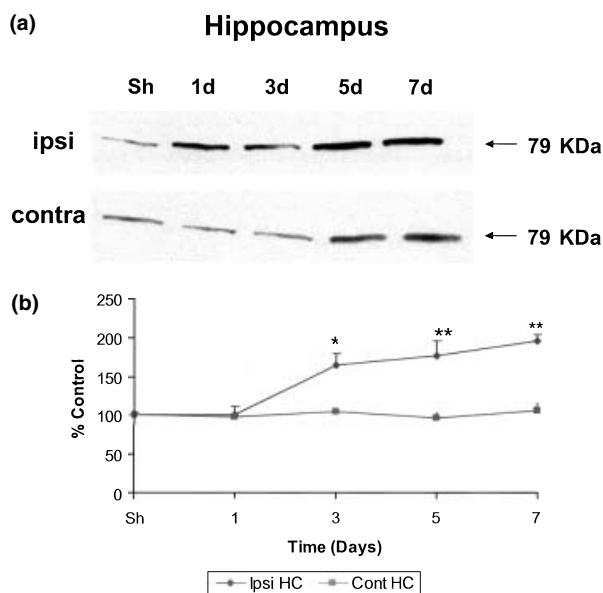 (a)
Hippocampus
Sh 1d 3d 5d 7d
ipsi
79 KDa
contra
79 KDa
(b)
250
200
150
100
50
0
% Control
*
**
**
Sh 1 3 5 7
Time (Days)
Ipsi HC Cont HC